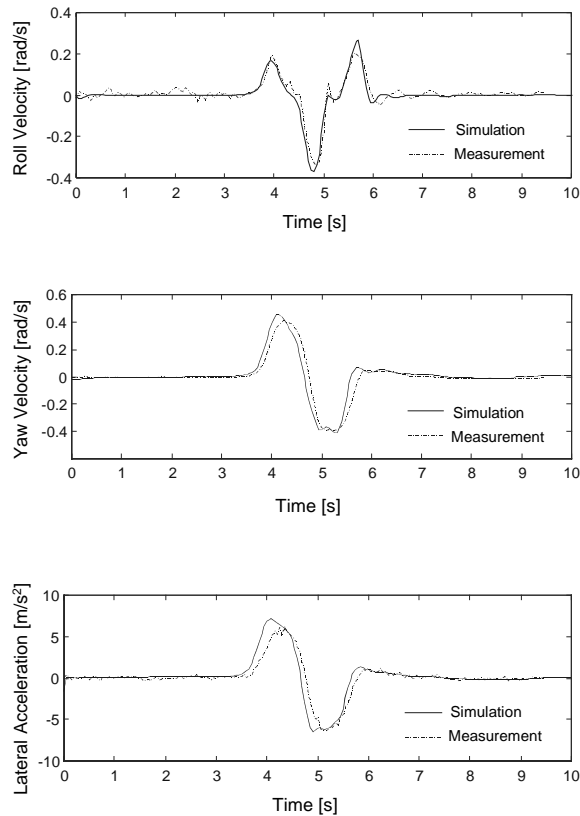 Roll Velocity [rad/s]
0.4
0.2
0
-0.2
-0.4
Simulation
Measurement
0 1 2 3 4 5 6 7 8 9 10
Time [s]
Yaw Velocity [rad/s]
0.6
0.4
0.2
0
-0.2
-0.4
Simulation
Measurement
0 1 2 3 4 5 6 7 8 9 10
Time [s]
Lateral Acceleration [m/s²]
10
5
0
-5
-10
Simulation
Measurement
0 1 2 3 4 5 6 7 8 9 10
Time [s]